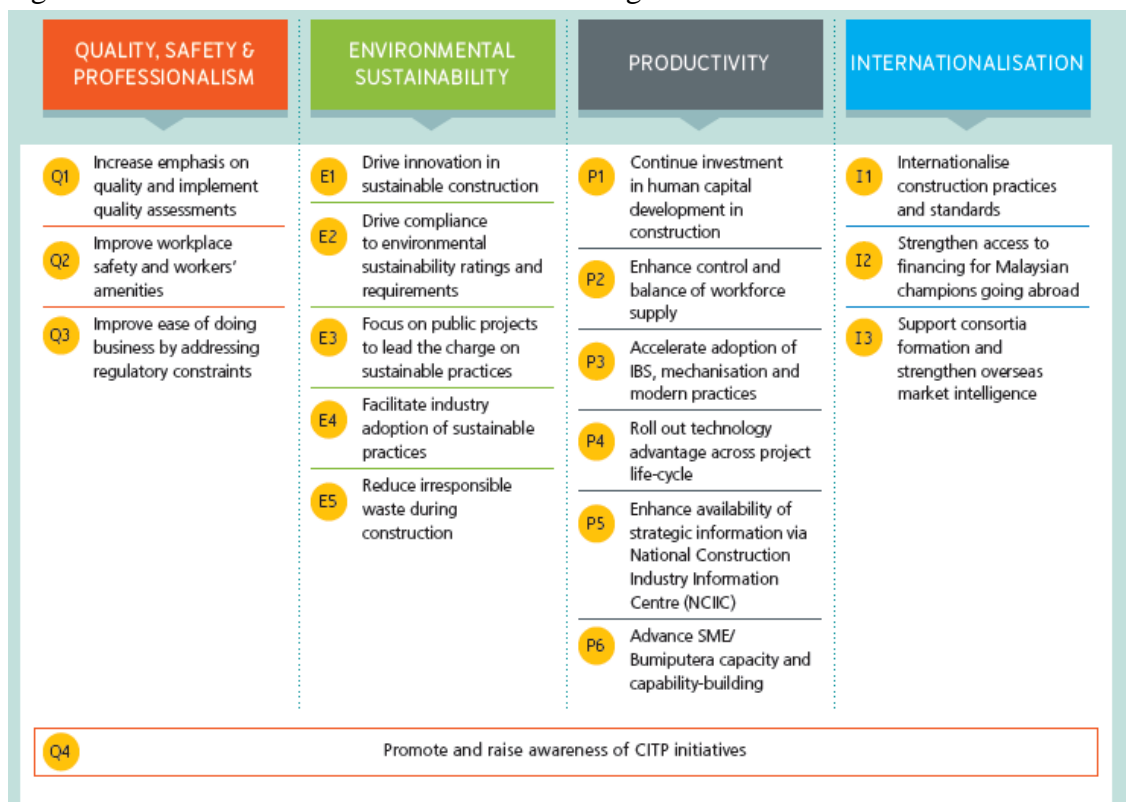 QUALITY, SAFETY &
PROFESSIONALISM
Q1
Increase emphasis on
quality and implement
quality assessments
Q2
Improve workplace
safety and workers'
amenities
Q3
Improve ease of doing
business by addressing
regulatory constraints
ENVIRONMENTAL
SUSTAINABILITY
E1
Drive innovation in
sustainable construction
E2
Drive compliance
to environmental
sustainability ratings and
requirements
E3
Focus on public projects
to lead the charge on
sustainable practices
E4
Facilitate industry
adoption of sustainable
practices
E5
Reduce irresponsible
waste during
construction
PRODUCTIVITY
P1
Continue investment
in human capital
development in
construction
P2
Enhance control and
balance of workforce
supply
P3
Accelerate adoption of
IBS, mechanisation and
modern practices
P4
Roll out technology
advantage across project
life-cycle
P5
Enhance availability of
strategic information via
National Construction
Industry Information
Centre (NCIIC)
P6
Advance SME/
Bumiputera capacity and
capability-building
INTERNATIONALISATION
I1
Internationalise
construction practices
and standards
I2
Strengthen access to
financing for Malaysian
champions going abroad
I3
Support consortia
formation and
strengthen overseas
market intelligence
Q4
Promote and raise awareness of CITP initiatives